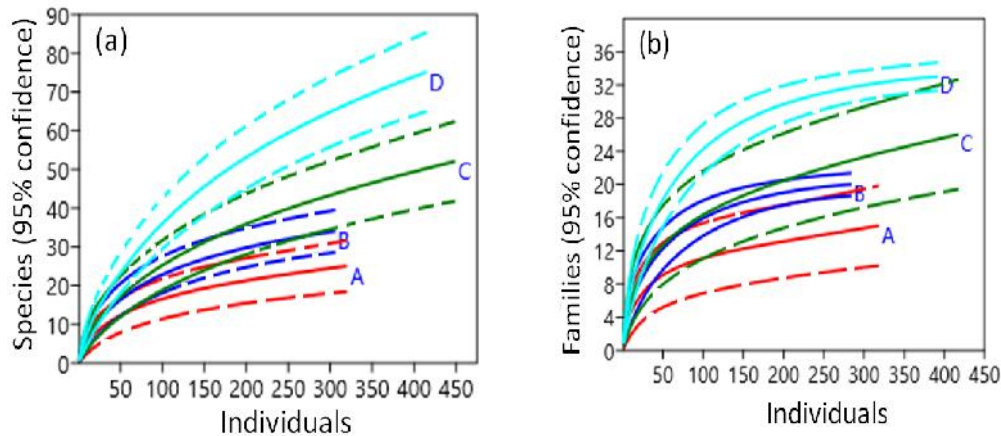 (a)
Species (95% confidence)
90
80
70
60
50
40
30
20
10
0
D
C
B
A
50 100 150 200 250 300 350 400 450
Individuals
(b)
Families (95% confidence)
36
32
28
24
20
16
12
8
4
0
D
C
B
A
50 100 150 200 250 300 350 400 450
Individuals